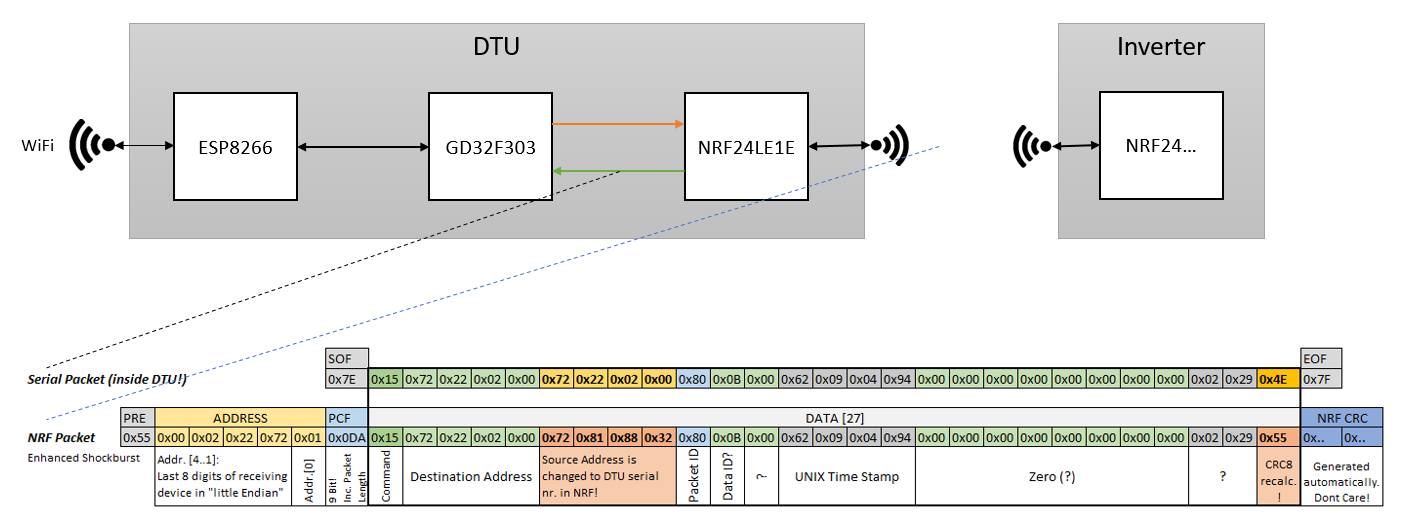 DTU
Inverter
WiFi
ESP8266
GD32F303
NRF24LE1E
NRF24...
SOF
EOF
Serial Packet (inside DTU!)
0x7E 0x15 0x72 0x22 0x02 0x00 0x72 0x22 0x02 0x00 0x80 0x0B 0x00 0x62 0x09 0x04 0x94 0x00 0x00 0x00 0x00 0x00 0x00 0x00 0x00 0x02 0x29 0x4E 0x7F
PRE ADDRESS PCF DATA [27] NRF CRC
NRF Packet 0x55 0x00 0x02 0x22 0x72 0x01 0x0DA 0x15 0x72 0x22 0x02 0x00 0x72 0x81 0x88 0x32 0x80 0x0B 0x00 0x62 0x09 0x04 0x94 0x00 0x00 0x00 0x00 0x00 0x00 0x00 0x00 0x02 0x29 0x55 0x.. 0x..
Enhanced Shockburst
Addr. [4..1]:
Last 8 digits of receiving
device in "little Endian"
Addr.[0]
9 Bit!
Inc. Packet
Length
Command
Destination Address
Source Address is
changed to DTU serial
nr. in NRF!
Packet ID
Data ID?
?
UNIX Time Stamp
Zero (?)
?
CRC8
recalc.
!
Generated
automatically.
Dont Care!